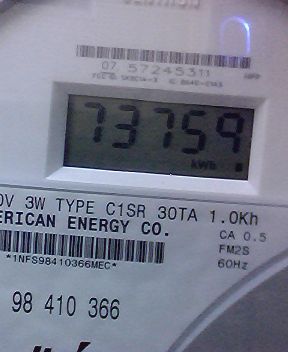 07 57245311
73759
kWh
0V 3W TYPE C1SR 30TA 1.0Kh
ERICAN ENERGY CO.
CA 0.5
FM2S
*1NFS98410366MEC*
60Hz
98 410 366